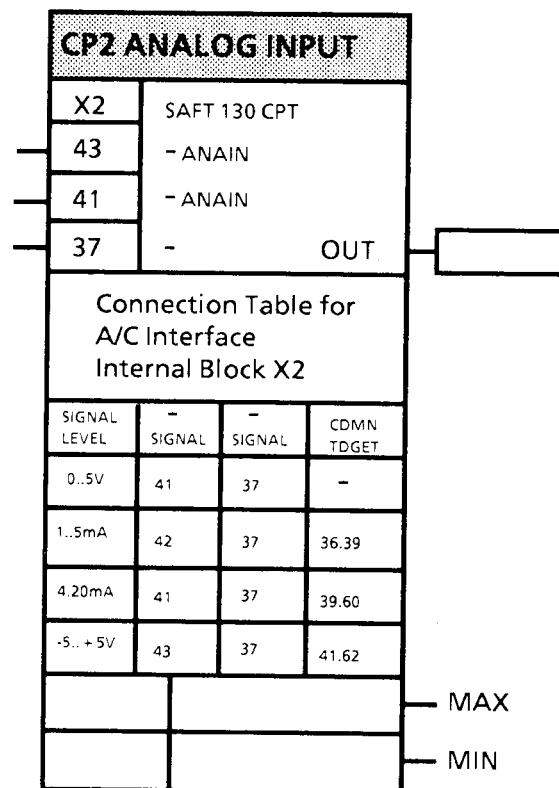 CP2 ANALOG INPUT
X2 SAFT 130 CPT
43 - ANAIN
41 - ANAIN
37 - OUT
Connection Table for
A/C Interface
Internal Block X2
SIGNAL LEVEL - SIGNAL - SIGNAL CDMN TDGET
0..5V 41 37 -
1..5mA 42 37 36.39
4.20mA 41 37 39.60
-5.. + 5V 43 37 41.62
MAX
MIN